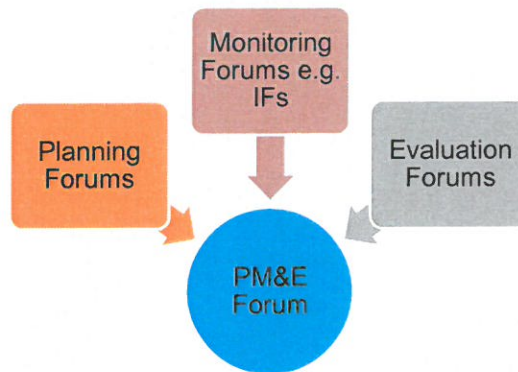 Monitoring
Forums e.g.
IFs
Planning
Forums
Evaluation
Forums
PM&E
Forum